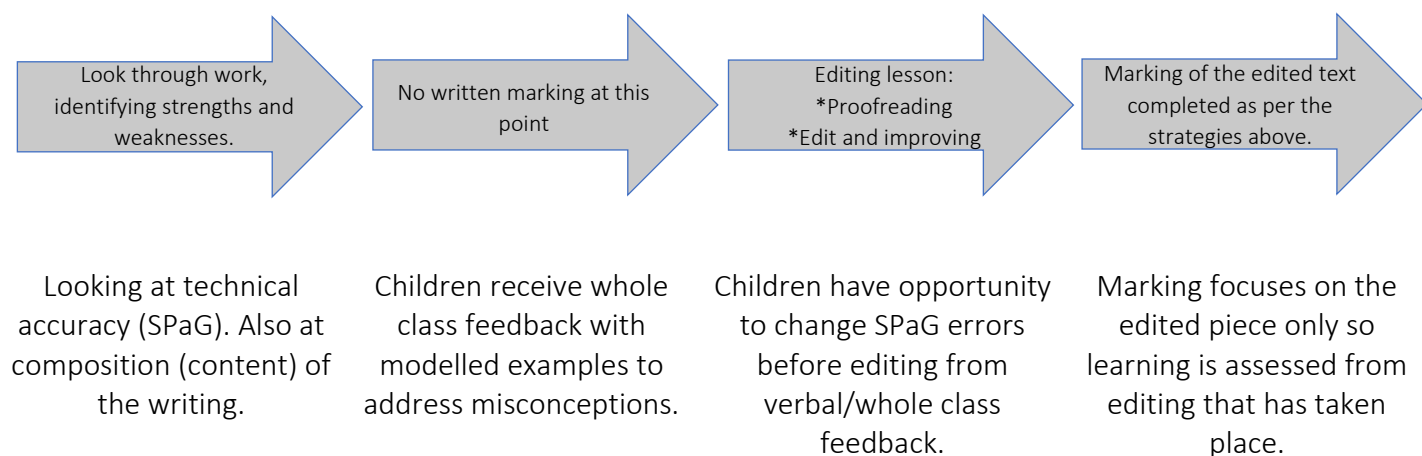 Look through work,
identifying strengths and
weaknesses.
No written marking at this
point
Editing lesson:
*Proofreading
*Edit and improving
Marking of the edited text
completed as per the
strategies above.
Looking at technical
accuracy (SPaG). Also at
composition (content) of
the writing.
Children receive whole
class feedback with
modelled examples to
address misconceptions.
Children have opportunity
to change SPaG errors
before editing from
verbal/whole class
feedback.
Marking focuses on the
edited piece only so
learning is assessed from
editing that has taken
place.